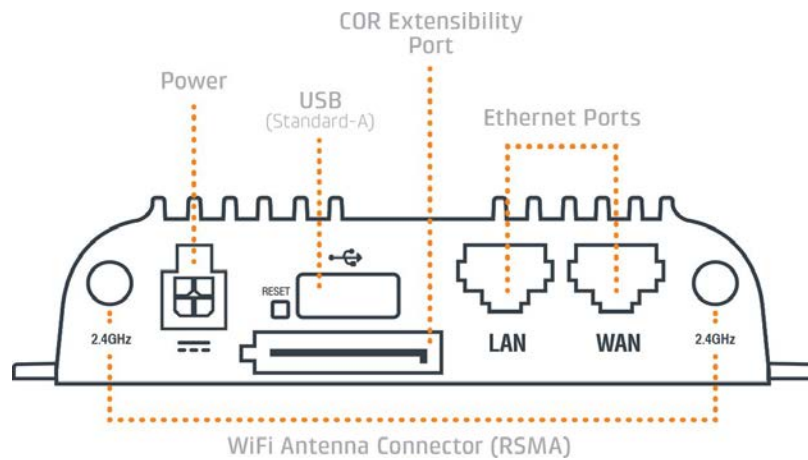 COR Extensibility
Port
Power
USB
(Standard-A)
Ethernet Ports
RESET
2.4GHz
LAN
WAN
2.4GHz
WiFi Antenna Connector (RSMA)